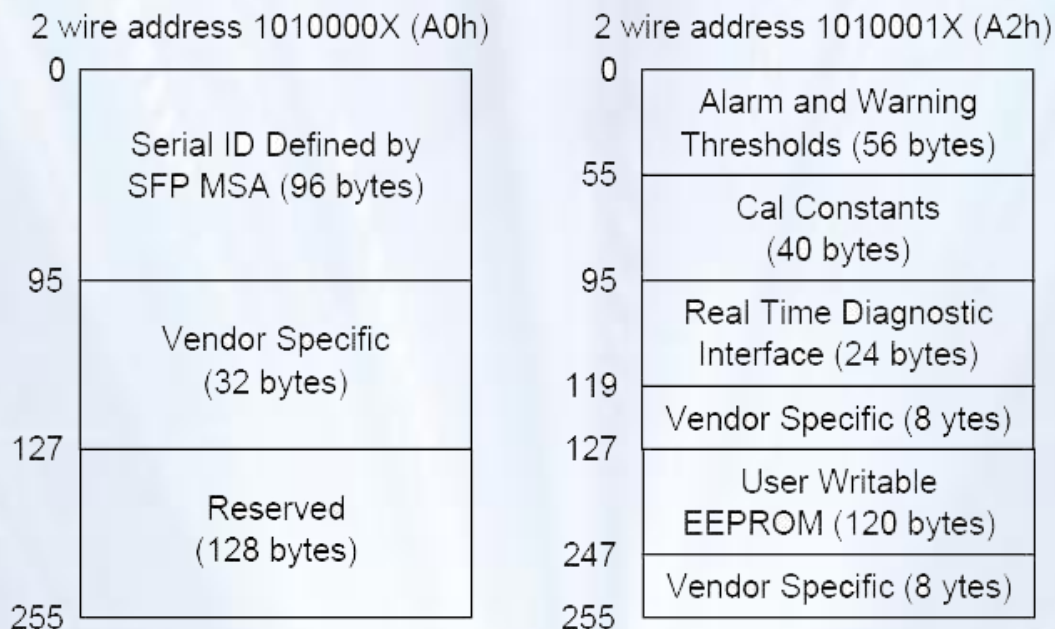 2 wire address 1010000X (A0h)
0
Serial ID Defined by
SFP MSA (96 bytes)
95
Vendor Specific
(32 bytes)
127
Reserved
(128 bytes)
255
2 wire address 1010001X (A2h)
0
Alarm and Warning
Thresholds (56 bytes)
55
Cal Constants
(40 bytes)
95
Real Time Diagnostic
Interface (24 bytes)
119
Vendor Specific (8 ytes)
127
User Writable
EEPROM (120 bytes)
247
Vendor Specific (8 ytes)
255